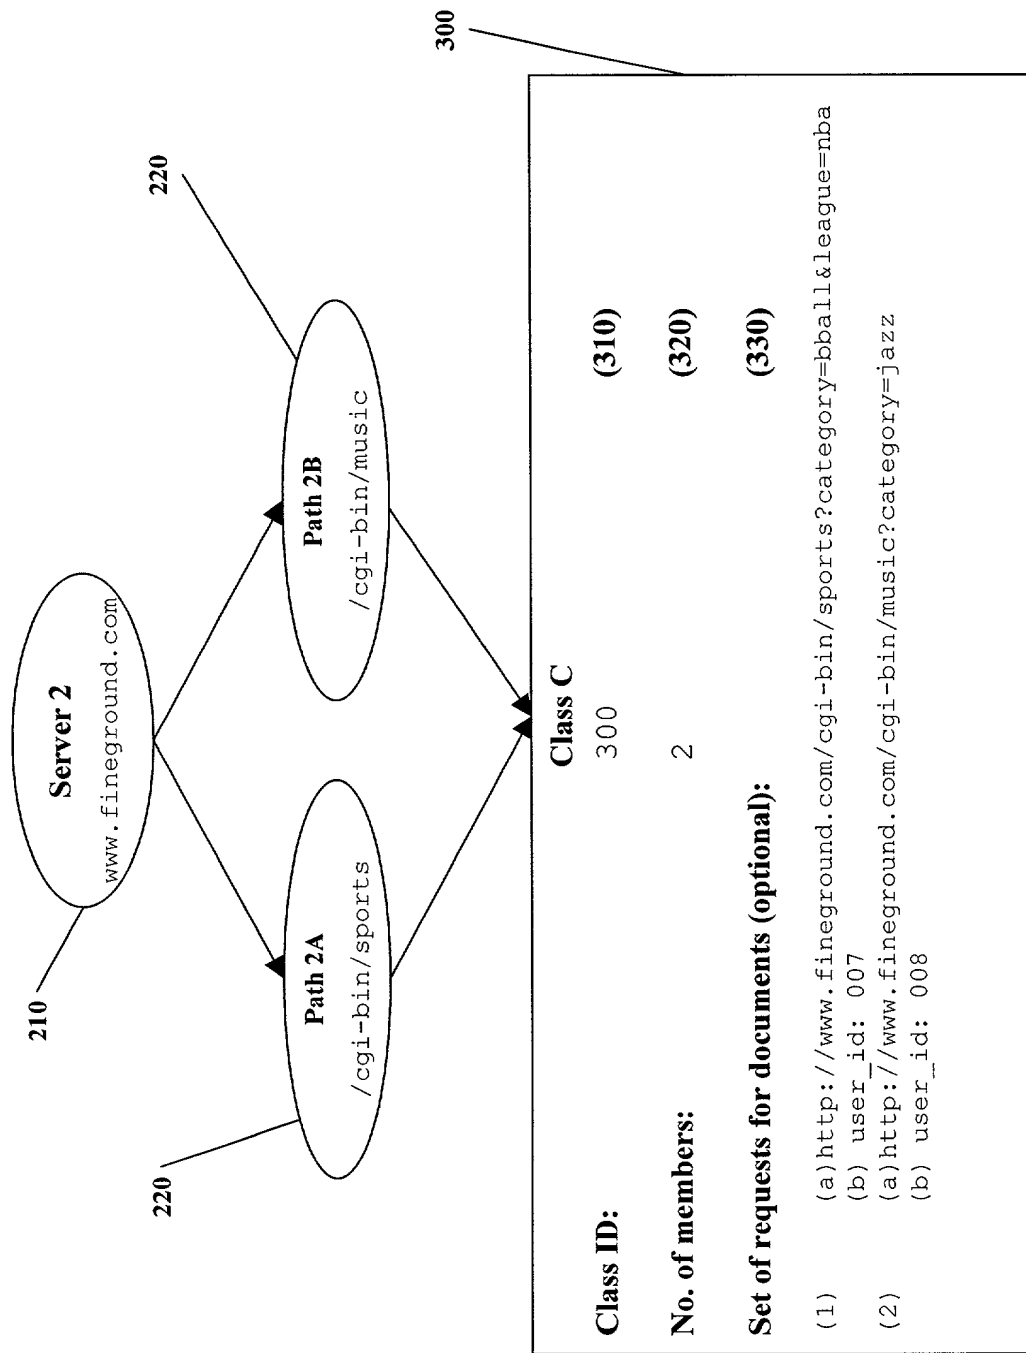 300
210
Server 2
www.fineground.com
220
220
Path 2A
/cgi-bin/sports
Path 2B
/cgi-bin/music
Class C
Class ID: 300 (310)
No. of members: 2 (320)
Set of requests for documents (optional): (330)
(1) (a)http://www.fineground.com/cgi-bin/sports?category=bball&league=nba
(b) user_id: 007
(2) (a)http://www.fineground.com/cgi-bin/music?category=jazz
(b) user_id: 008